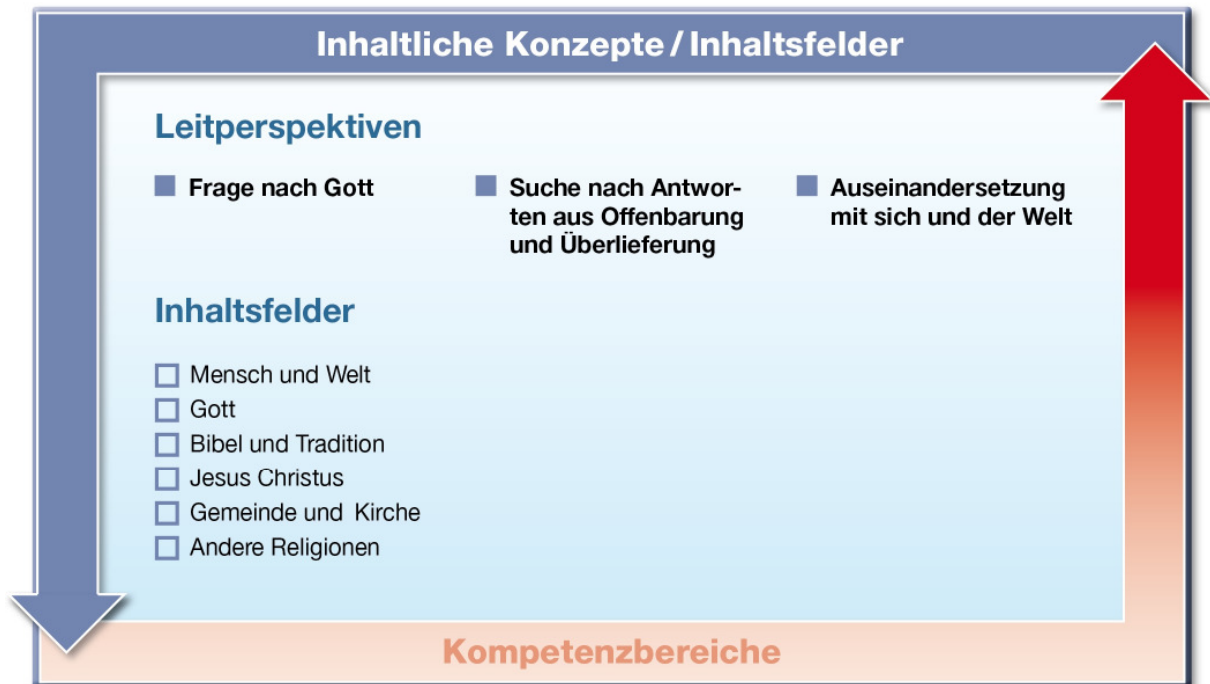 Inhaltliche Konzepte / Inhaltsfelder
Leitperspektiven
Frage nach Gott
Suche nach Antwor-
ten aus Offenbarung
und Überlieferung
Auseinandersetzung
mit sich und der Welt
Inhaltsfelder
Mensch und Welt
Gott
Bibel und Tradition
Jesus Christus
Gemeinde und Kirche
Andere Religionen
Kompetenzbereiche